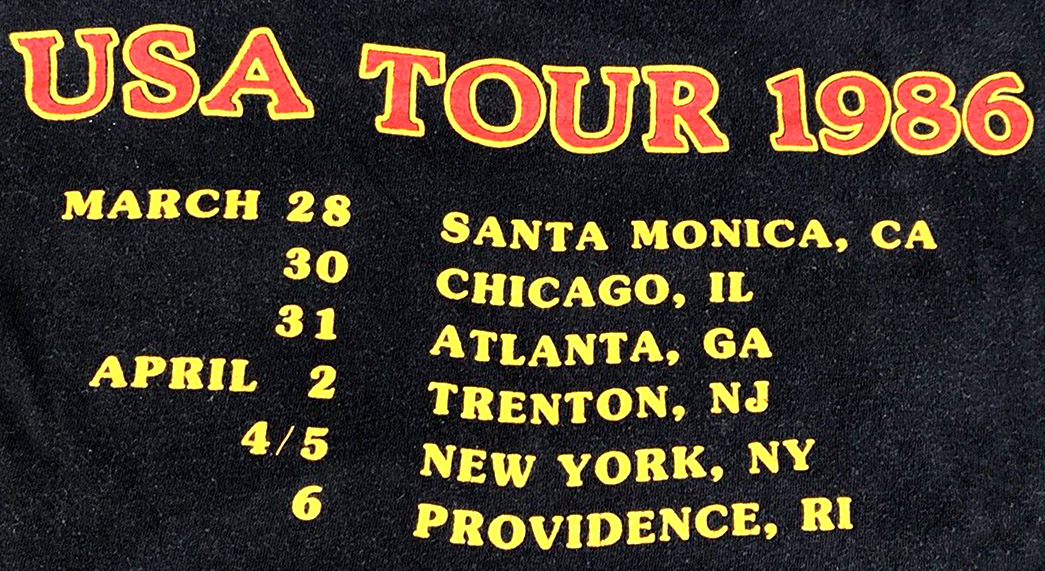 USA TOUR 1986
MARCH 28 SANTA MONICA, CA
30 CHICAGO, IL
31 ATLANTA, GA
APRIL 2 TRENTON, NJ
4/5 NEW YORK, NY
6 PROVIDENCE, RI